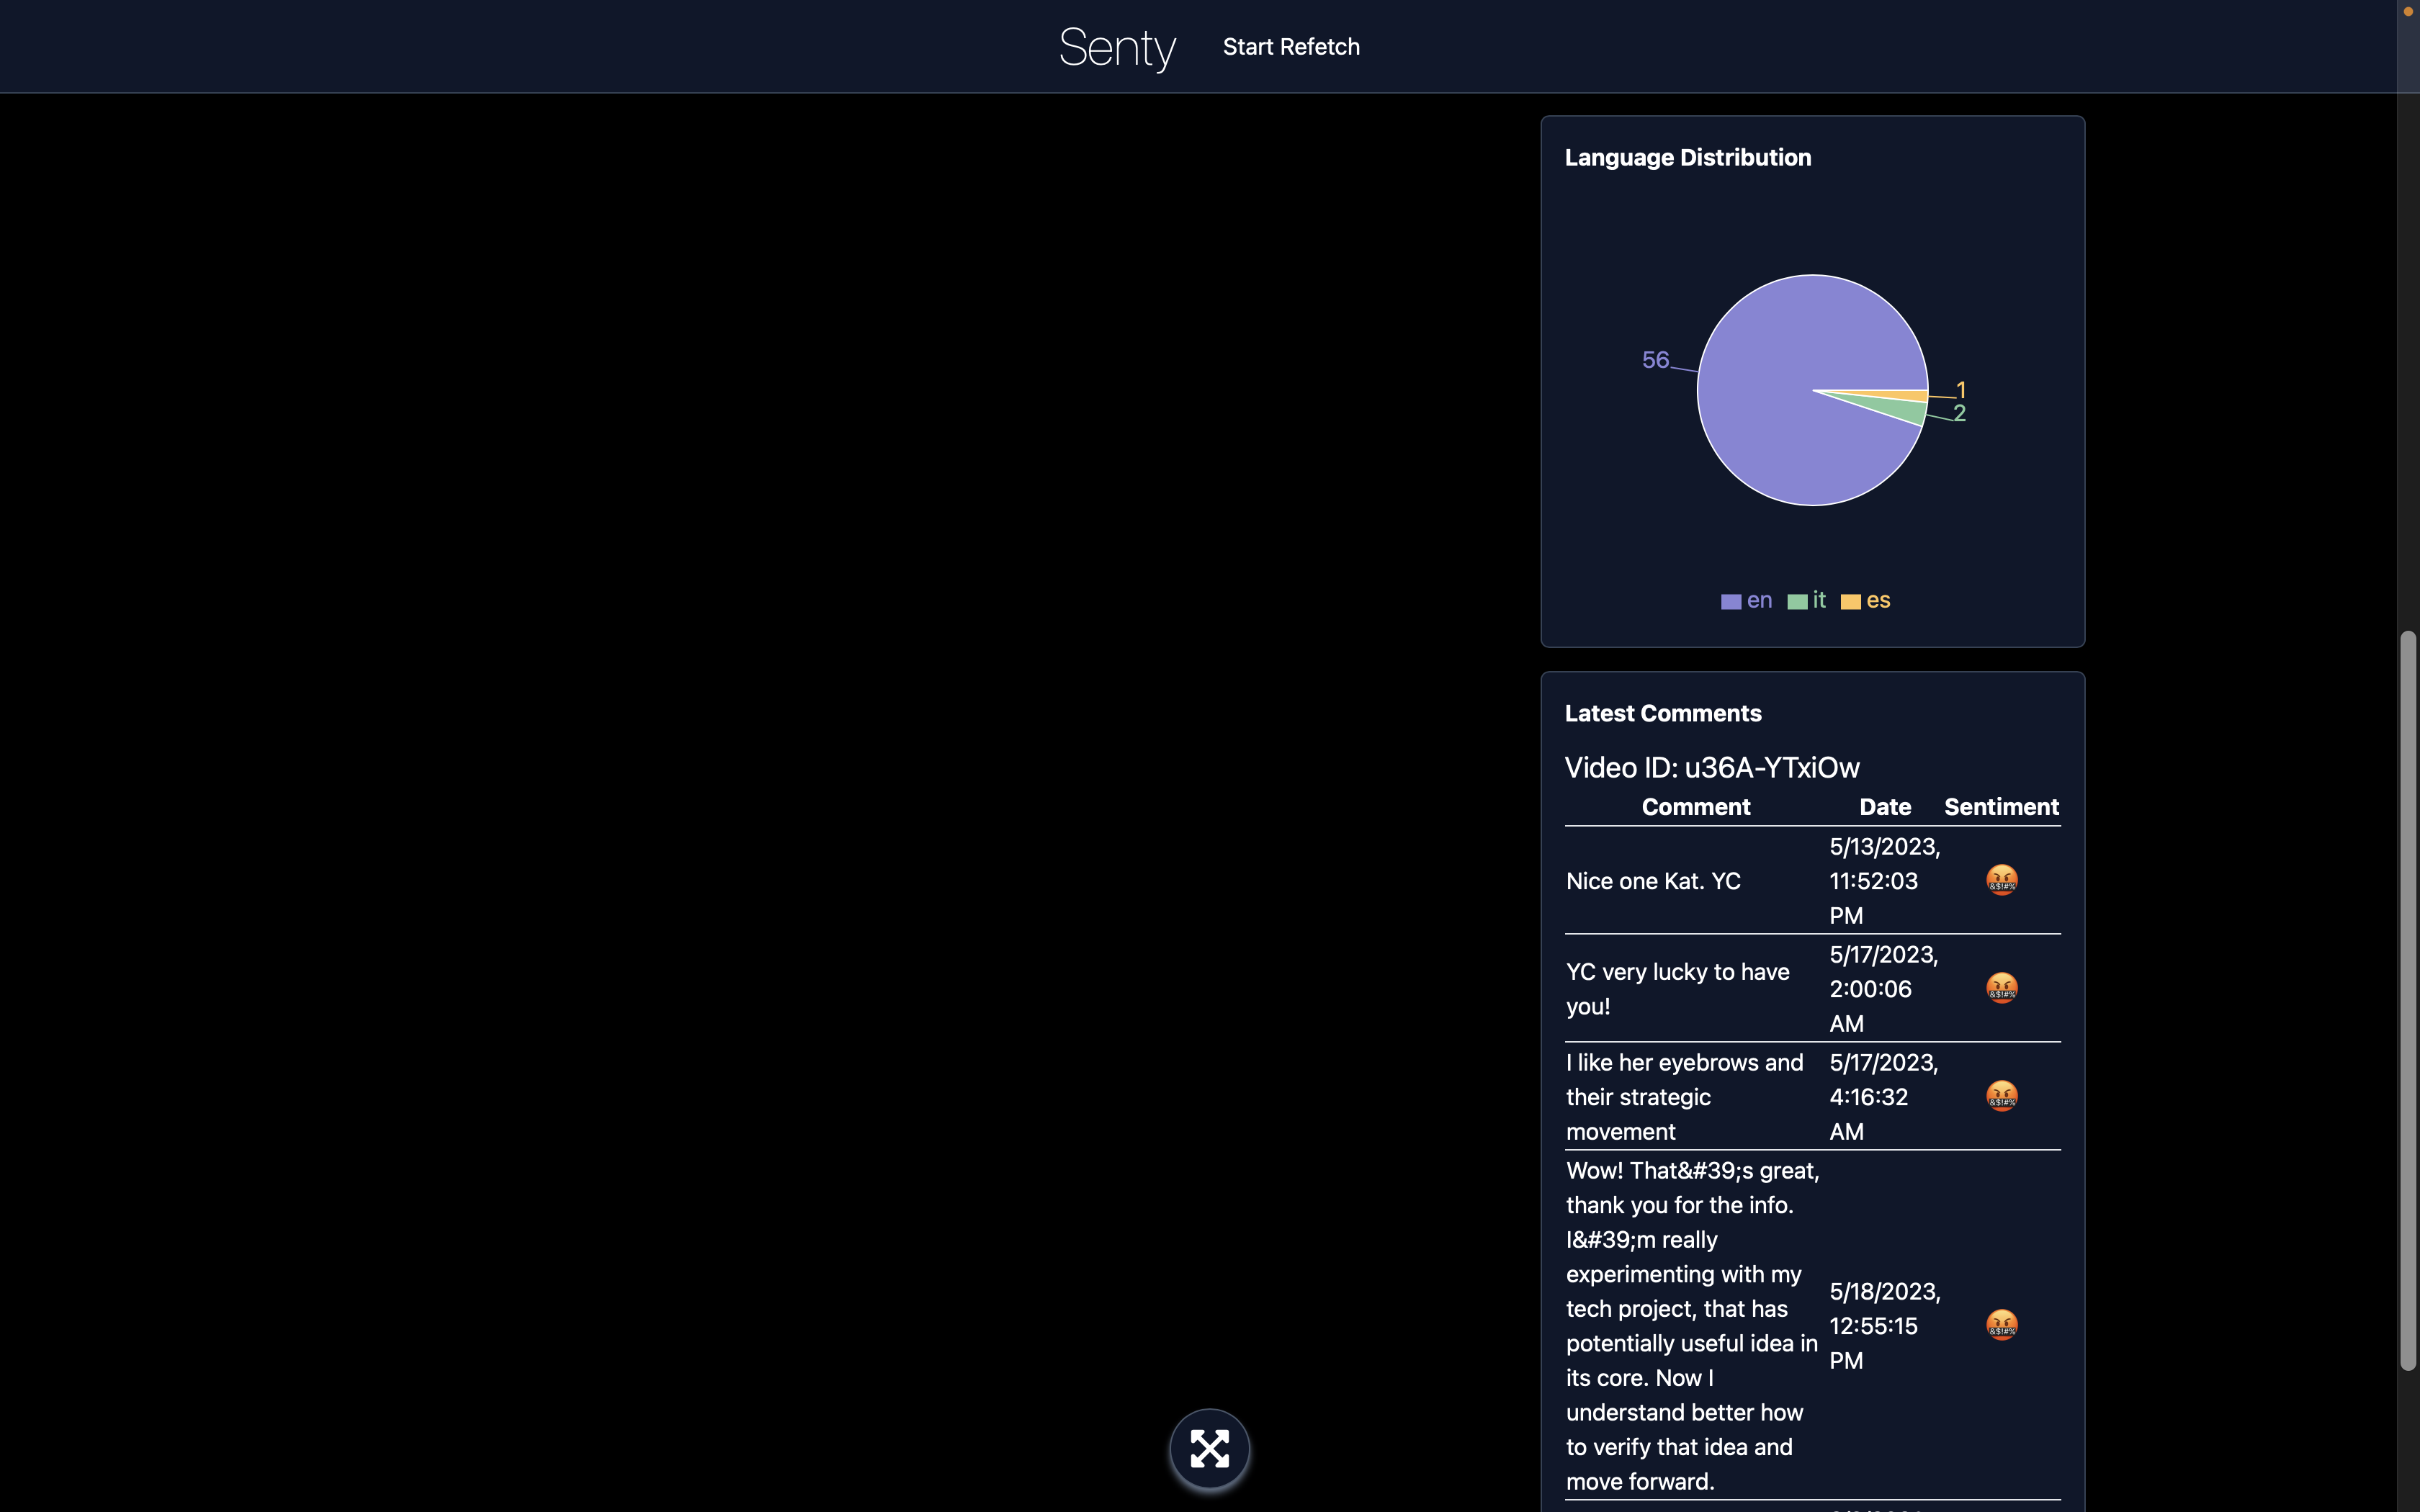 Senty
Start Refetch
Language Distribution
56
1
2
en it es
Latest Comments
Video ID: u36A-YTxiOw
Comment Date Sentiment
Nice one Kat. YC
5/13/2023,
11:52:03
PM
&$!#%
YC very lucky to have
you!
5/17/2023,
2:00:06
AM
&$!#%
I like her eyebrows and
their strategic
movement
5/17/2023,
4:16:32
AM
&$!#%
Wow! That&#39;s great,
thank you for the info.
I&#39;m really
experimenting with my
tech project, that has
potentially useful idea in
its core. Now I
understand better how
to verify that idea and
move forward.
5/18/2023,
12:55:15
PM
&$!#%